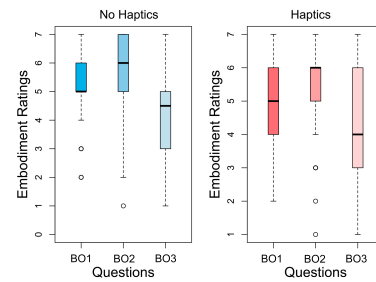 No Haptics
Embodiment Ratings
7
6
5
4
3
2
1
0
BO1 BO2 BO3
Questions
Haptics
Embodiment Ratings
7
6
5
4
3
2
1
BO1 BO2 BO3
Questions